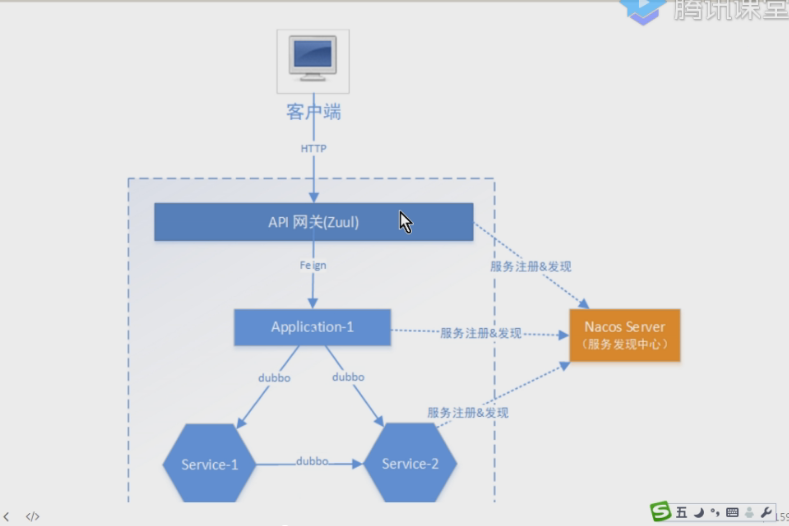 腾讯课堂
客户端
HTTP
API 网关(Zuul)
服务注册&发现
Feign
Application-1
服务注册&发现
Nacos Server
（服务发现中心）
dubbo
dubbo
服务注册&发现
Service-1
dubbo
Service-2
五